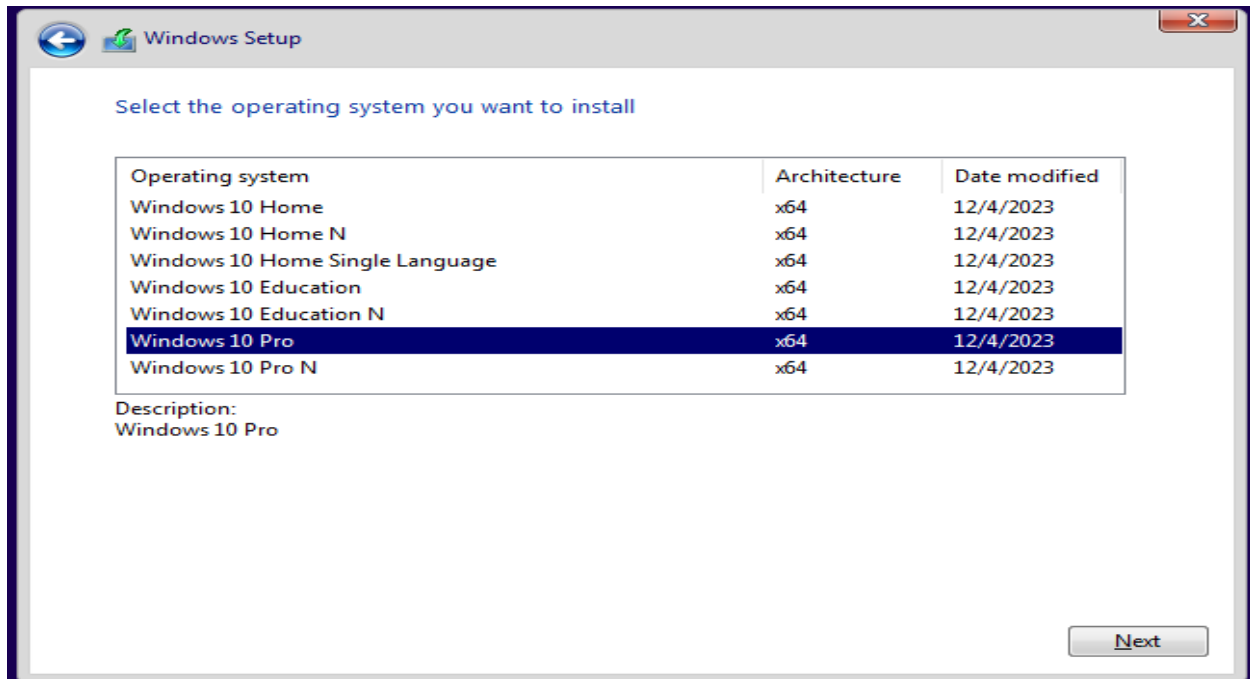 Windows Setup
Select the operating system you want to install
Operating system Architecture Date modified
Windows 10 Home x64 12/4/2023
Windows 10 Home N x64 12/4/2023
Windows 10 Home Single Language x64 12/4/2023
Windows 10 Education x64 12/4/2023
Windows 10 Education N x64 12/4/2023
Windows 10 Pro x64 12/4/2023
Windows 10 Pro N x64 12/4/2023
Description:
Windows 10 Pro
Next